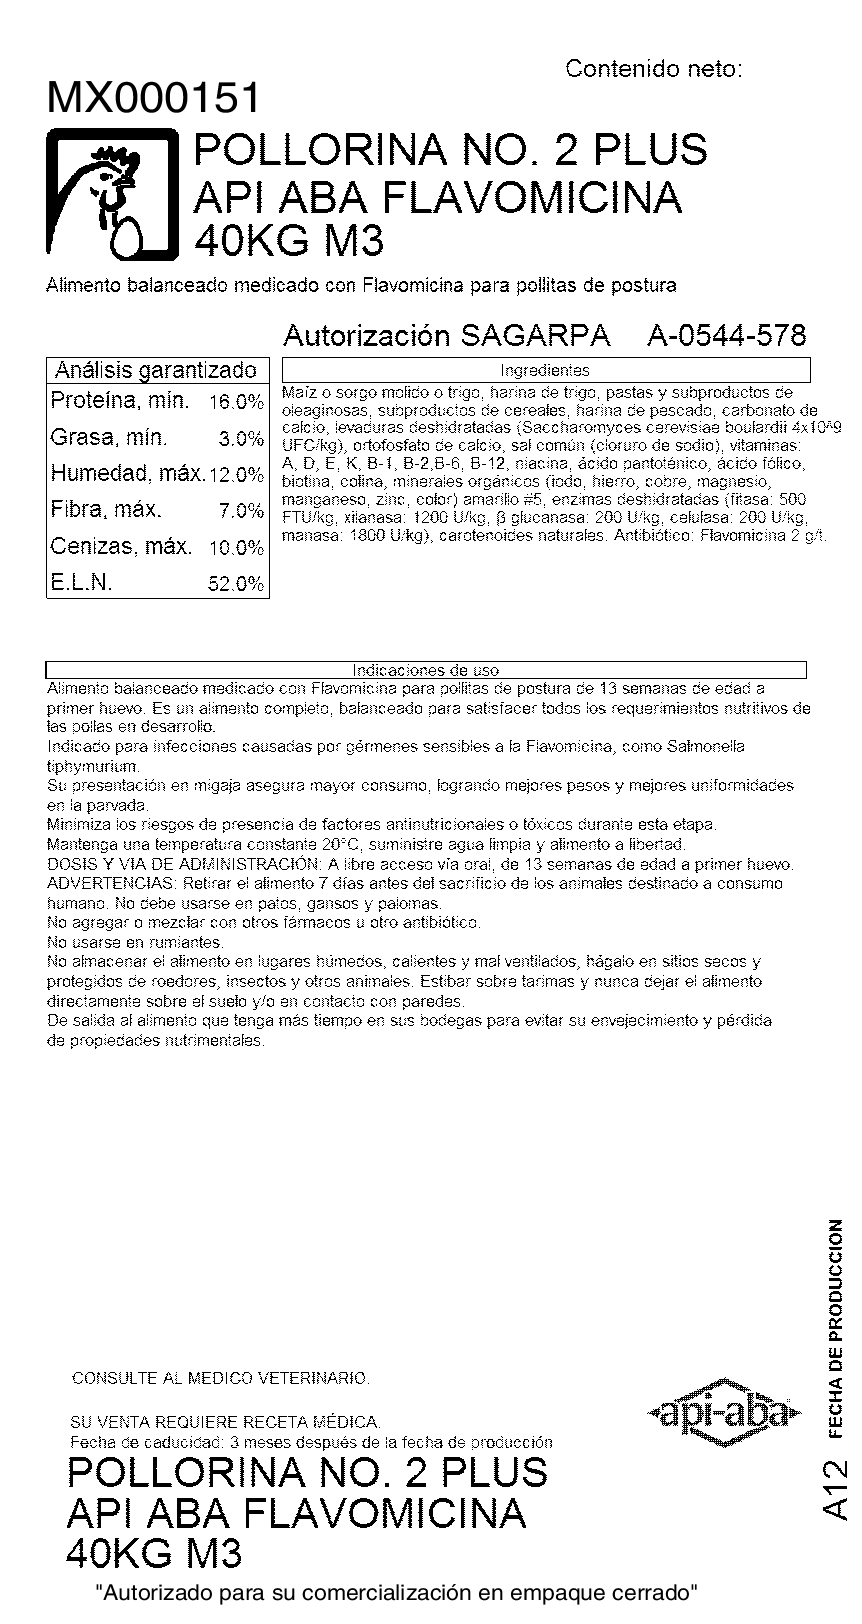 Contenido neto:
MX000151
POLLORINA NO. 2 PLUS
API ABA FLAVOMICINA
40KG M3
Alimento balanceado medicado con Flavomicina para pollitas de postura
Autorización SAGARPA A-0544-578
Análisis garantizado
Proteína, mín. 16.0%
Grasa, mín. 3.0%
Humedad, máx. 12.0%
Fibra, máx. 7.0%
Cenizas, máx. 10.0%
E.L.N. 52.0%
Ingredientes
Maíz o sorgo molido o trigo, harina de trigo, pastas y subproductos de
oleaginosas, subproductos de cereales, harina de pescado, carbonato de
calcio, levaduras deshidratadas (Saccharomyces cerevisiae boulardii 4x10^9
UFC/kg), ortofosfato de calcio, sal común (cloruro de sodio), vitaminas:
A, D, E, K, B-1, B-2,B-6, B-12, niacina, ácido pantoténico, ácido fólico,
biotina, colina, minerales orgánicos (iodo, hierro, cobre, magnesio,
manganeso, zinc, color) amarillo #5, enzimas deshidratadas (fitasa: 500
FTU/kg, xilanasa: 1200 U/kg, β glucanasa: 200 U/kg, celulasa: 200 U/kg,
manasa: 1800 U/kg), carotenoides naturales. Antibiótico: Flavomicina 2 g/t.
Indicaciones de uso
Alimento balanceado medicado con Flavomicina para pollitas de postura de 13 semanas de edad a
primer huevo. Es un alimento completo, balanceado para satisfacer todos los requerimientos nutritivos de
las pollas en desarrollo.
Indicado para infecciones causadas por gérmenes sensibles a la Flavomicina, como Salmonella
tiphymurium.
Su presentación en migaja asegura mayor consumo, logrando mejores pesos y mejores uniformidades
en la parvada.
Minimiza los riesgos de presencia de factores antinutricionales o tóxicos durante esta etapa.
Mantenga una temperatura constante 20°C, suministre agua limpia y alimento a libertad.
DOSIS Y VIA DE ADMINISTRACIÓN: A libre acceso vía oral, de 13 semanas de edad a primer huevo.
ADVERTENCIAS: Retirar el alimento 7 días antes del sacrificio de los animales destinado a consumo
humano. No debe usarse en patos, gansos y palomas.
No agregar o mezclar con otros fármacos u otro antibiótico.
No usarse en rumiantes.
No almacenar el alimento en lugares húmedos, calientes y mal ventilados, hágalo en sitios secos y
protegidos de roedores, insectos y otros animales. Estibar sobre tarimas y nunca dejar el alimento
directamente sobre el suelo y/o en contacto con paredes.
De salida al alimento que tenga más tiempo en sus bodegas para evitar su envejecimiento y pérdida
de propiedades nutrimentales.
FECHA DE PRODUCCION
A12
CONSULTE AL MEDICO VETERINARIO.
api-aba
SU VENTA REQUIERE RECETA MÉDICA.
Fecha de caducidad: 3 meses después de la fecha de producción
POLLORINA NO. 2 PLUS
API ABA FLAVOMICINA
40KG M3
"Autorizado para su comercialización en empaque cerrado"